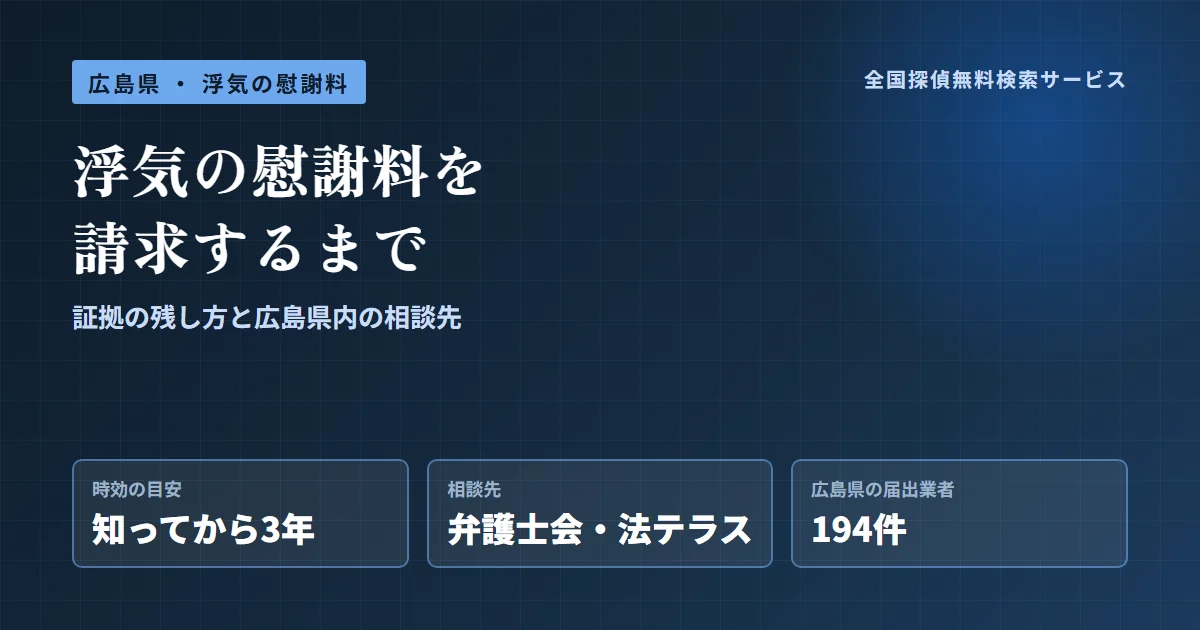 広島県 ・ 浮気の慰謝料
全国探偵無料検索サービス
浮気の慰謝料を
請求するまで
証拠の残し方と広島県内の相談先
時効の目安
知ってから3年
相談先
弁護士会・法テラス
広島県の届出業者
194件